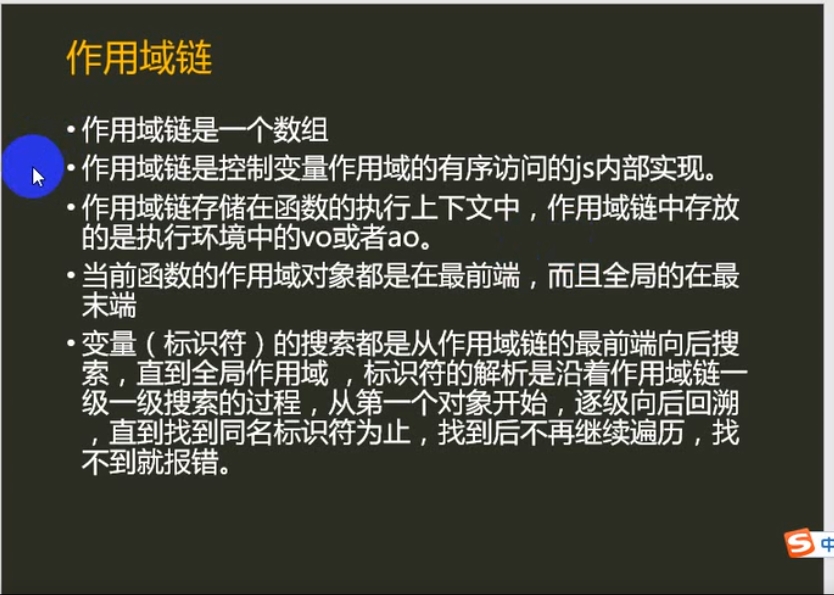 作用域链
• 作用域链是一个数组
• 作用域链是控制变量作用域的有序访问的js内部实现。
• 作用域链存储在函数的执行上下文中，作用域链中存放
的是执行环境中的vo或者ao。
• 当前函数的作用域对象都是在最前端，而且全局的在最
末端
• 变量（标识符）的搜索都是从作用域链的最前端向后搜
索，直到全局作用域 ，标识符的解析是沿着作用域链一
级一级搜索的过程，从第一个对象开始，逐级向后回溯
，直到找到同名标识符为止，找到后不再继续遍历，找
不到就报错。
S 中